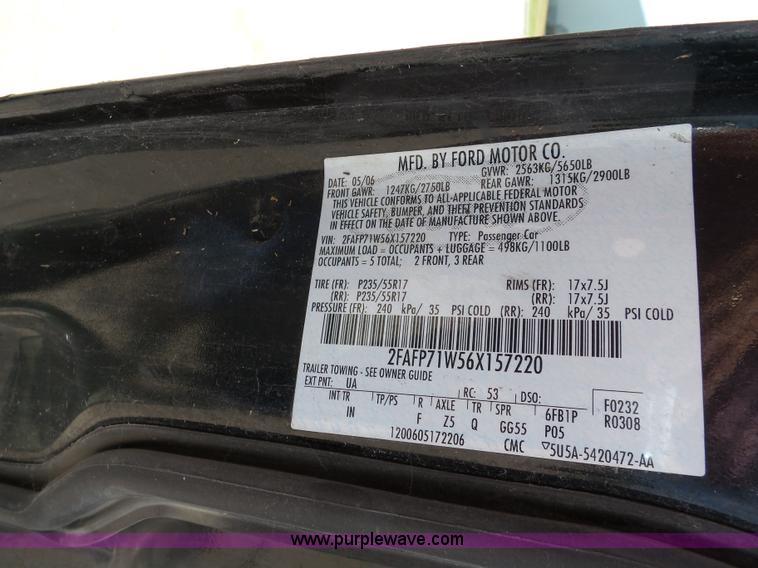 MFD. BY FORD MOTOR CO.
DATE: 05/06 GVWR: 2563KG/5650LB
FRONT GAWR: 1247KG/2750LB REAR GAWR: 1315KG/2900LB
THIS VEHICLE CONFORMS TO ALL APPLICABLE FEDERAL MOTOR
VEHICLE SAFETY, BUMPER, AND THEFT PREVENTION STANDARDS
IN EFFECT ON THE DATE OF MANUFACTURE SHOWN ABOVE.
VIN: 2FAFP71W56X157220 TYPE: Passenger Car
MAXIMUM LOAD = OCCUPANTS + LUGGAGE = 498KG/1100LB
OCCUPANTS = 5 TOTAL; 2 FRONT, 3 REAR
TIRE (FR): P235/55R17 RIMS (FR): 17x7.5J
(RR): P235/55R17 (RR): 17x7.5J
PRESSURE (FR): 240 kPa/ 35 PSI COLD (RR): 240 kPa/ 35 PSI COLD
2FAFP71W56X157220
TRAILER TOWING - SEE OWNER GUIDE
EXT PNT: UA RC: 53 DSO:
INT TR TP/PS R AXLE TR SPR 6FB1P F0232
IN F Z5 Q GG55 P05 R0308
1200605172206 CMC ▽5U5A-5420472-AA
www.purplewave.com